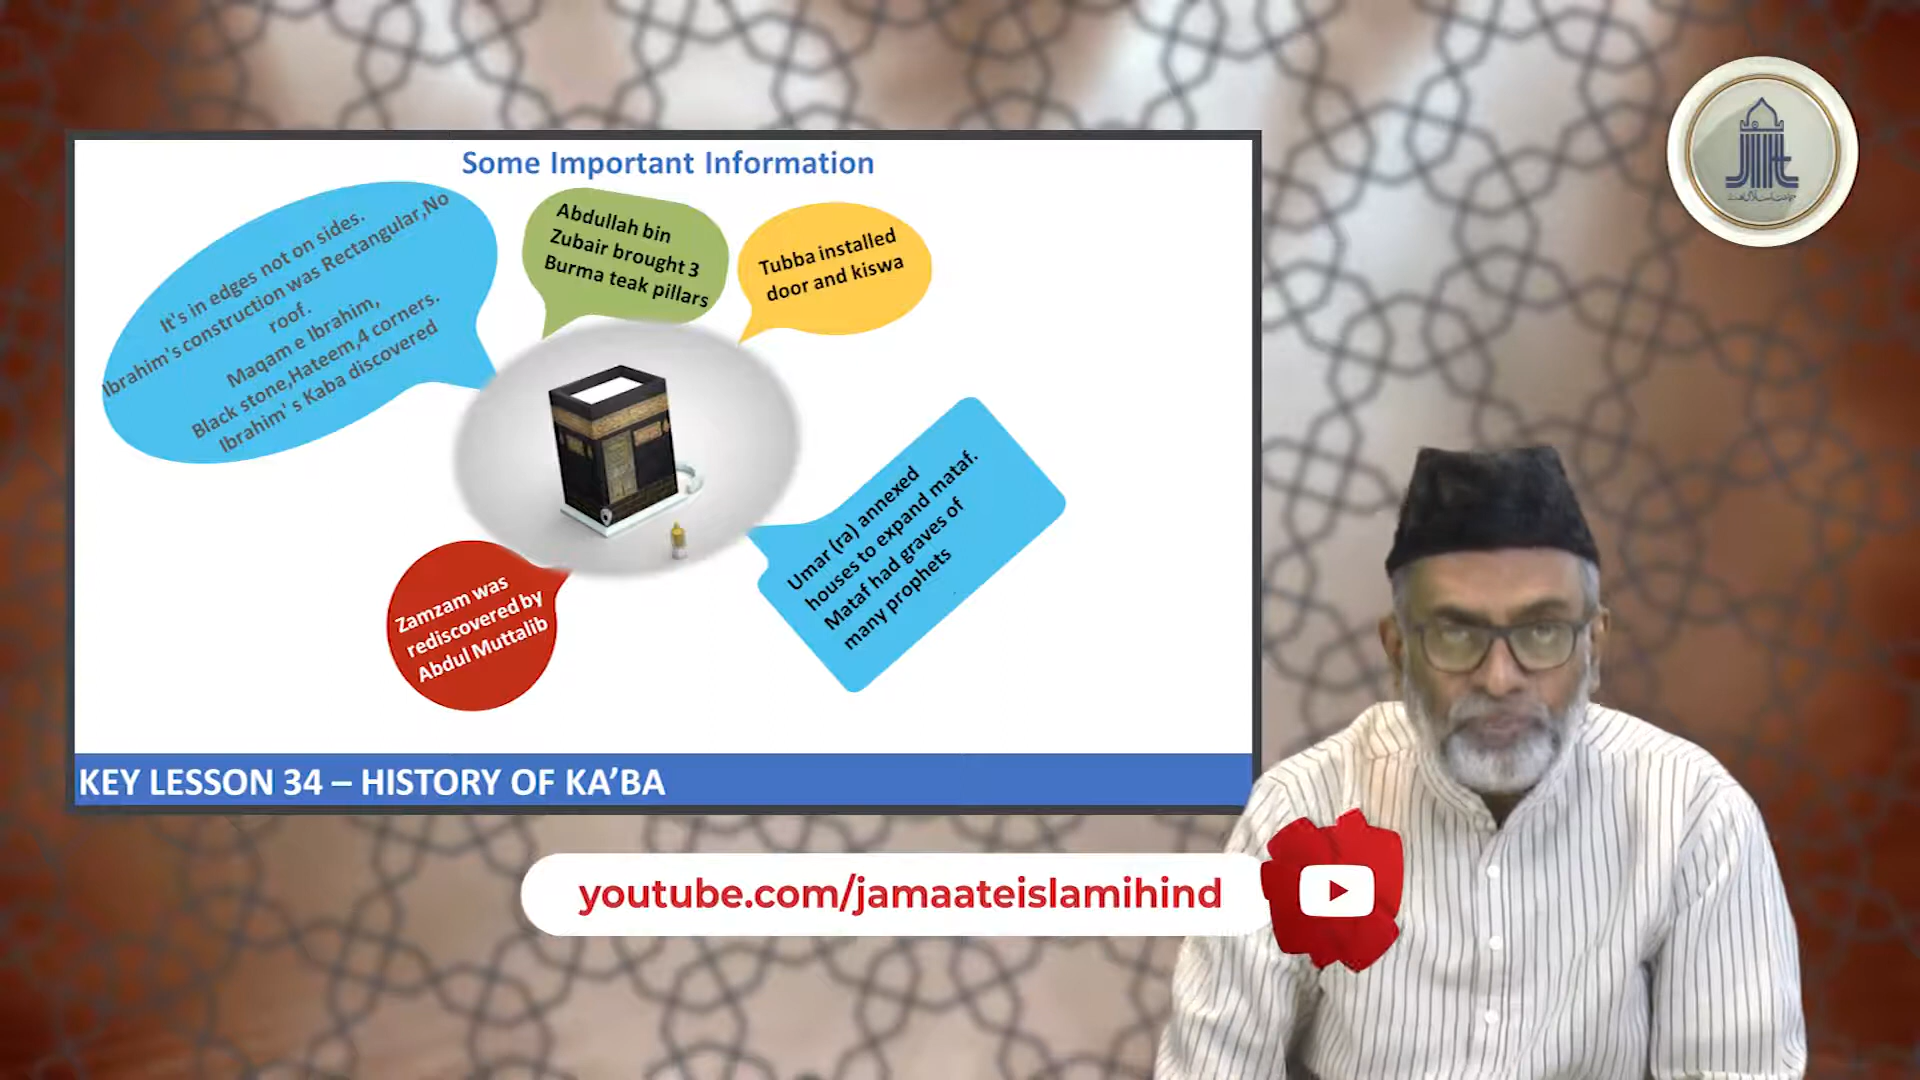 Some Important Information
It's in edges not on sides.
Ibrahim's construction was Rectangular,No
roof.
Maqam e Ibrahim,
Black stone,Hateem,4 corners.
Ibrahim' s Kaba discovered
Abdullah bin
Zubair brought 3
Burma teak pillars
Tubba installed
door and kiswa
Umar (ra) annexed
houses to expand mataf.
Mataf had graves of
many prophets
Zamzam was
rediscovered by
Abdul Muttalib
KEY LESSON 34 – HISTORY OF KA’BA
youtube.com/jamaateislamihind